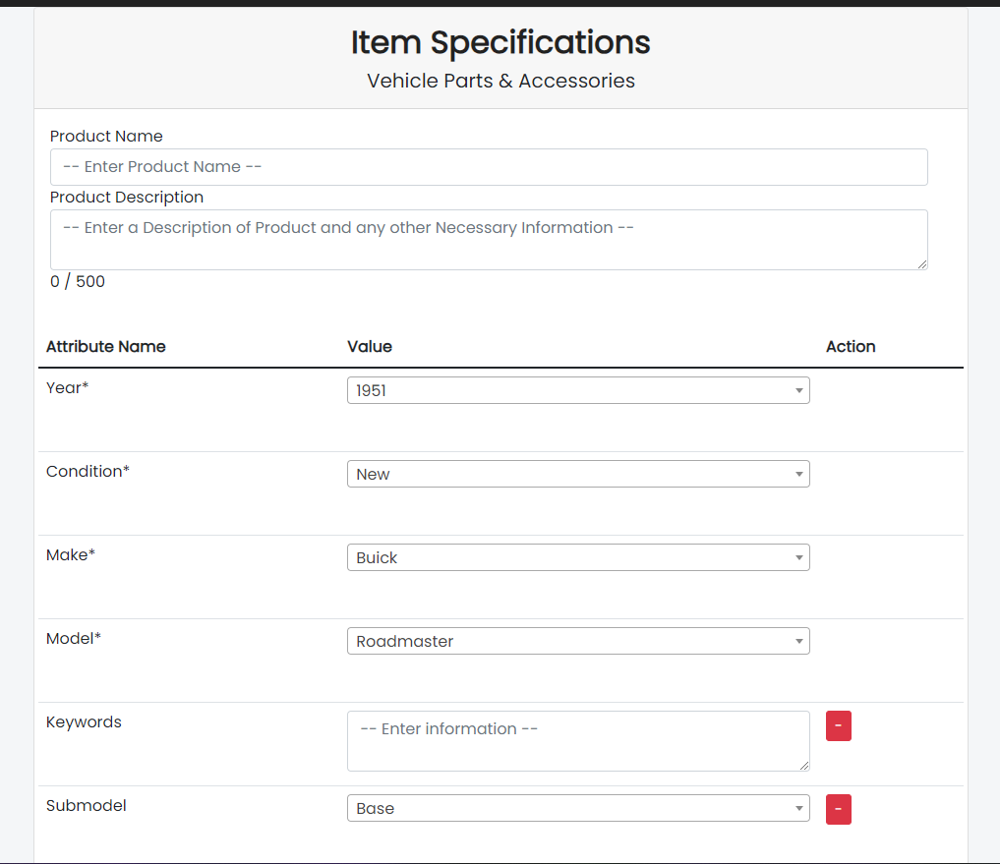 Item Specifications
Vehicle Parts & Accessories
Product Name
-- Enter Product Name --
Product Description
-- Enter a Description of Product and any other Necessary Information --
0 / 500
Attribute Name Value Action
Year* 1951
Condition* New
Make* Buick
Model* Roadmaster
Keywords -- Enter information -- -
Submodel Base -